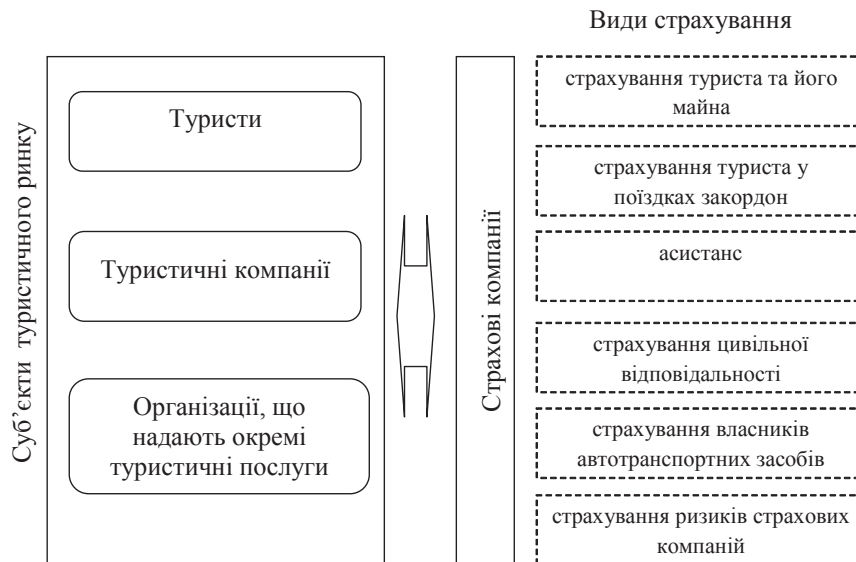 Види страхування
Суб’єкти туристичного ринку
Туристи
Туристичні компанії
Організації, що
надають окремі
туристичні послуги
Страхові компанії
страхування туриста та його
майна
страхування туриста у
поїздках закордон
асистанс
страхування цивільної
відповідальності
страхування власників
автотранспортних засобів
страхування ризиків страхових
компаній